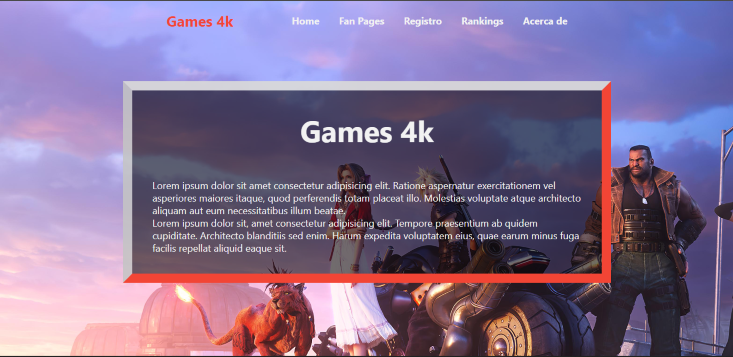 Games 4k
Home Fan Pages Registro Rankings Acerca de
Games 4k
Lorem ipsum dolor sit amet consectetur adipisicing elit. Ratione aspernatur exercitationem vel
asperiores maiores itaque, quod perferendis totam placeat illo. Molestias voluptate atque architecto
aliquam aut eum necessitatibus illum beatae.
Lorem ipsum dolor sit, amet consectetur adipisicing elit. Tempore praesentium ab quidem
cupiditate. Architecto blanditiis sed enim. Harum expedita voluptatem eius, quae earum minus fuga
facilis repellat aliquid eaque sit.